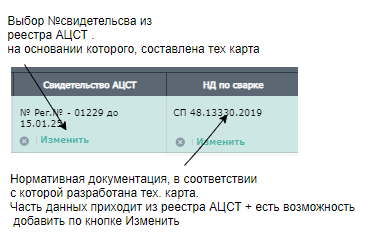 Выбор №свидетельсва из
реестра АЦСТ .
на основании которого, составлена тех карта
Свидетельство АЦСТ
НД по сварке
№ Рег.№ - 01229 до
15.01.25
Изменить
СП 48.13330.2019
Изменить
Нормативная документация, в соответствии
с которой разработана тех. карта.
Часть данных приходит из реестра АЦСТ + есть возможность
добавить по кнопке Изменить